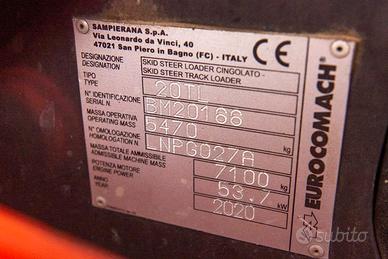 SAMPIERANA S.p.A.
Via Leonardo da Vinci, 40
47021 San Piero in Bagno (FC) - ITALY
CE
DESIGNAZIONE SKID STEER LOADER CINGOLATO -
DESIGNATION SKID STEER TRACK LOADER
TIPO
TYPE 20TL
N° IDENTIFICAZIONE
SERIAL N. BM20166
MASSA OPERATIVA
OPERATING MASS 5470 kg
N° OMOLOGAZIONE
HOMOLOGATION N. NPG027A
MASSA TOTALE AMMISSIBILE
ADMISSIBLE MACHINE MASS 7100 kg
POTENZA MOTORE
ENGINE POWER 53.7 kW
ANNO
YEAR 2020
EUROCOMACH®
subito